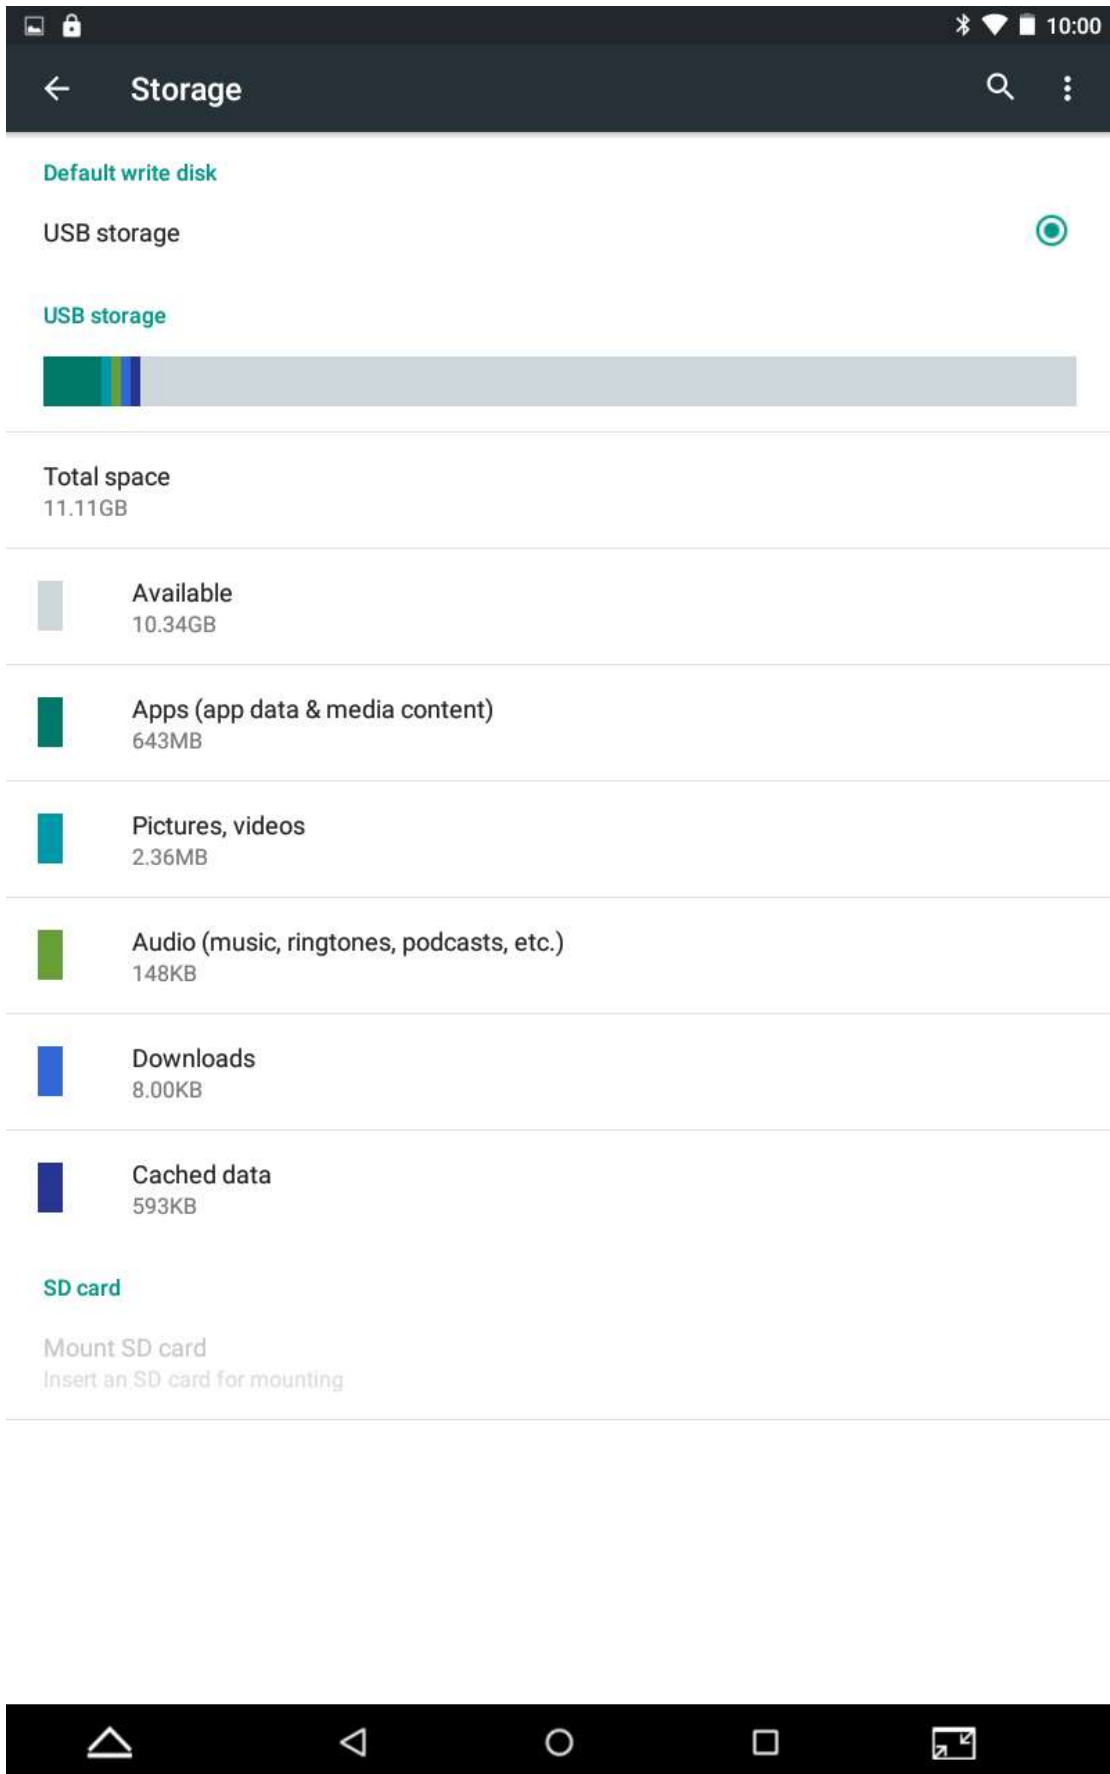 10:00
Storage
Default write disk
USB storage
USB storage
Total space
11.11GB
Available
10.34GB
Apps (app data & media content)
643MB
Pictures, videos
2.36MB
Audio (music, ringtones, podcasts, etc.)
148KB
Downloads
8.00KB
Cached data
593KB
SD card
Mount SD card
Insert an SD card for mounting